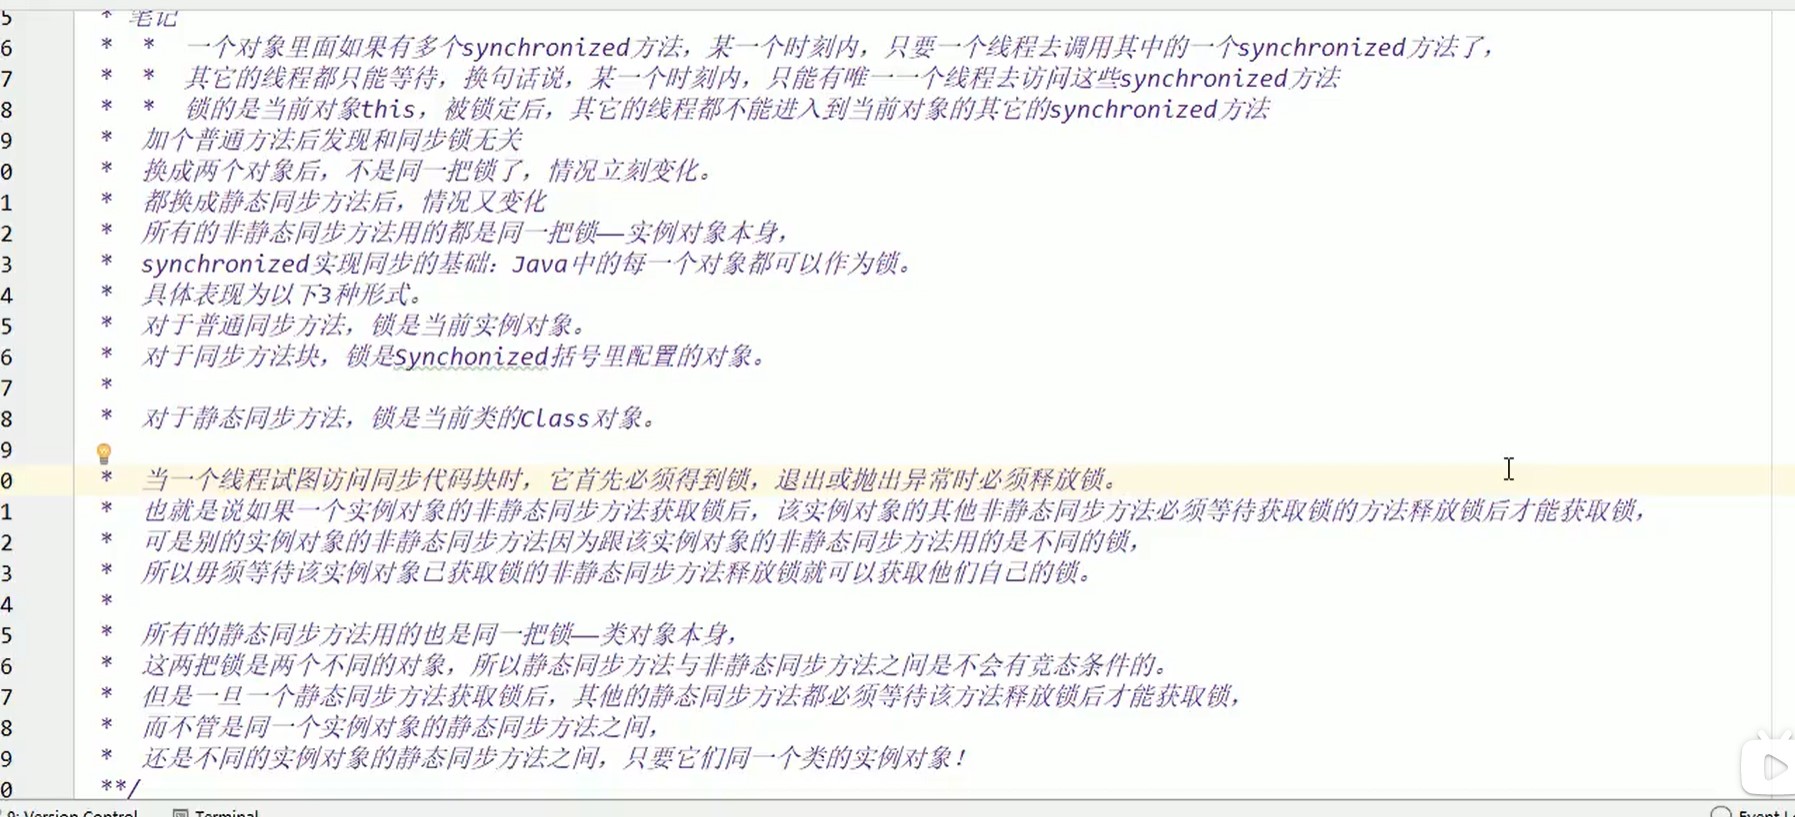 5 * 笔记
6 * * 一个对象里面如果有多个synchronized方法，某一个时刻内，只要一个线程去调用其中的一个synchronized方法了，
7 * * 其它的线程都只能等待，换句话说，某一个时刻内，只能有唯一一个线程去访问这些synchronized方法
8 * * 锁的是当前对象this，被锁定后，其它的线程都不能进入到当前对象的其它的synchronized方法
9 * 加个普通方法后发现和同步锁无关
0 * 换成两个对象后，不是同一把锁了，情况立刻变化。
1 * 都换成静态同步方法后，情况又变化
2 * 所有的非静态同步方法用的都是同一把锁——实例对象本身，
3 * synchronized实现同步的基础：Java中的每一个对象都可以作为锁。
4 * 具体表现为以下3种形式。
5 * 对于普通同步方法，锁是当前实例对象。
6 * 对于同步方法块，锁是Synchonized括号里配置的对象。
7 *
8 * 对于静态同步方法，锁是当前类的Class对象。
9
0 * 当一个线程试图访问同步代码块时，它首先必须得到锁，退出或抛出异常时必须释放锁。
1 * 也就是说如果一个实例对象的非静态同步方法获取锁后，该实例对象的其他非静态同步方法必须等待获取锁的方法释放锁后才能获取锁，
2 * 可是别的实例对象的非静态同步方法因为跟该实例对象的非静态同步方法用的是不同的锁，
3 * 所以毋须等待该实例对象已获取锁的非静态同步方法释放锁就可以获取他们自己的锁。
4 *
5 * 所有的静态同步方法用的也是同一把锁——类对象本身，
6 * 这两把锁是两个不同的对象，所以静态同步方法与非静态同步方法之间是不会有竞态条件的。
7 * 但是一旦一个静态同步方法获取锁后，其他的静态同步方法都必须等待该方法释放锁后才能获取锁，
8 * 而不管是同一个实例对象的静态同步方法之间，
9 * 还是不同的实例对象的静态同步方法之间，只要它们同一个类的实例对象！
0 **/
9: Version Control Terminal Event